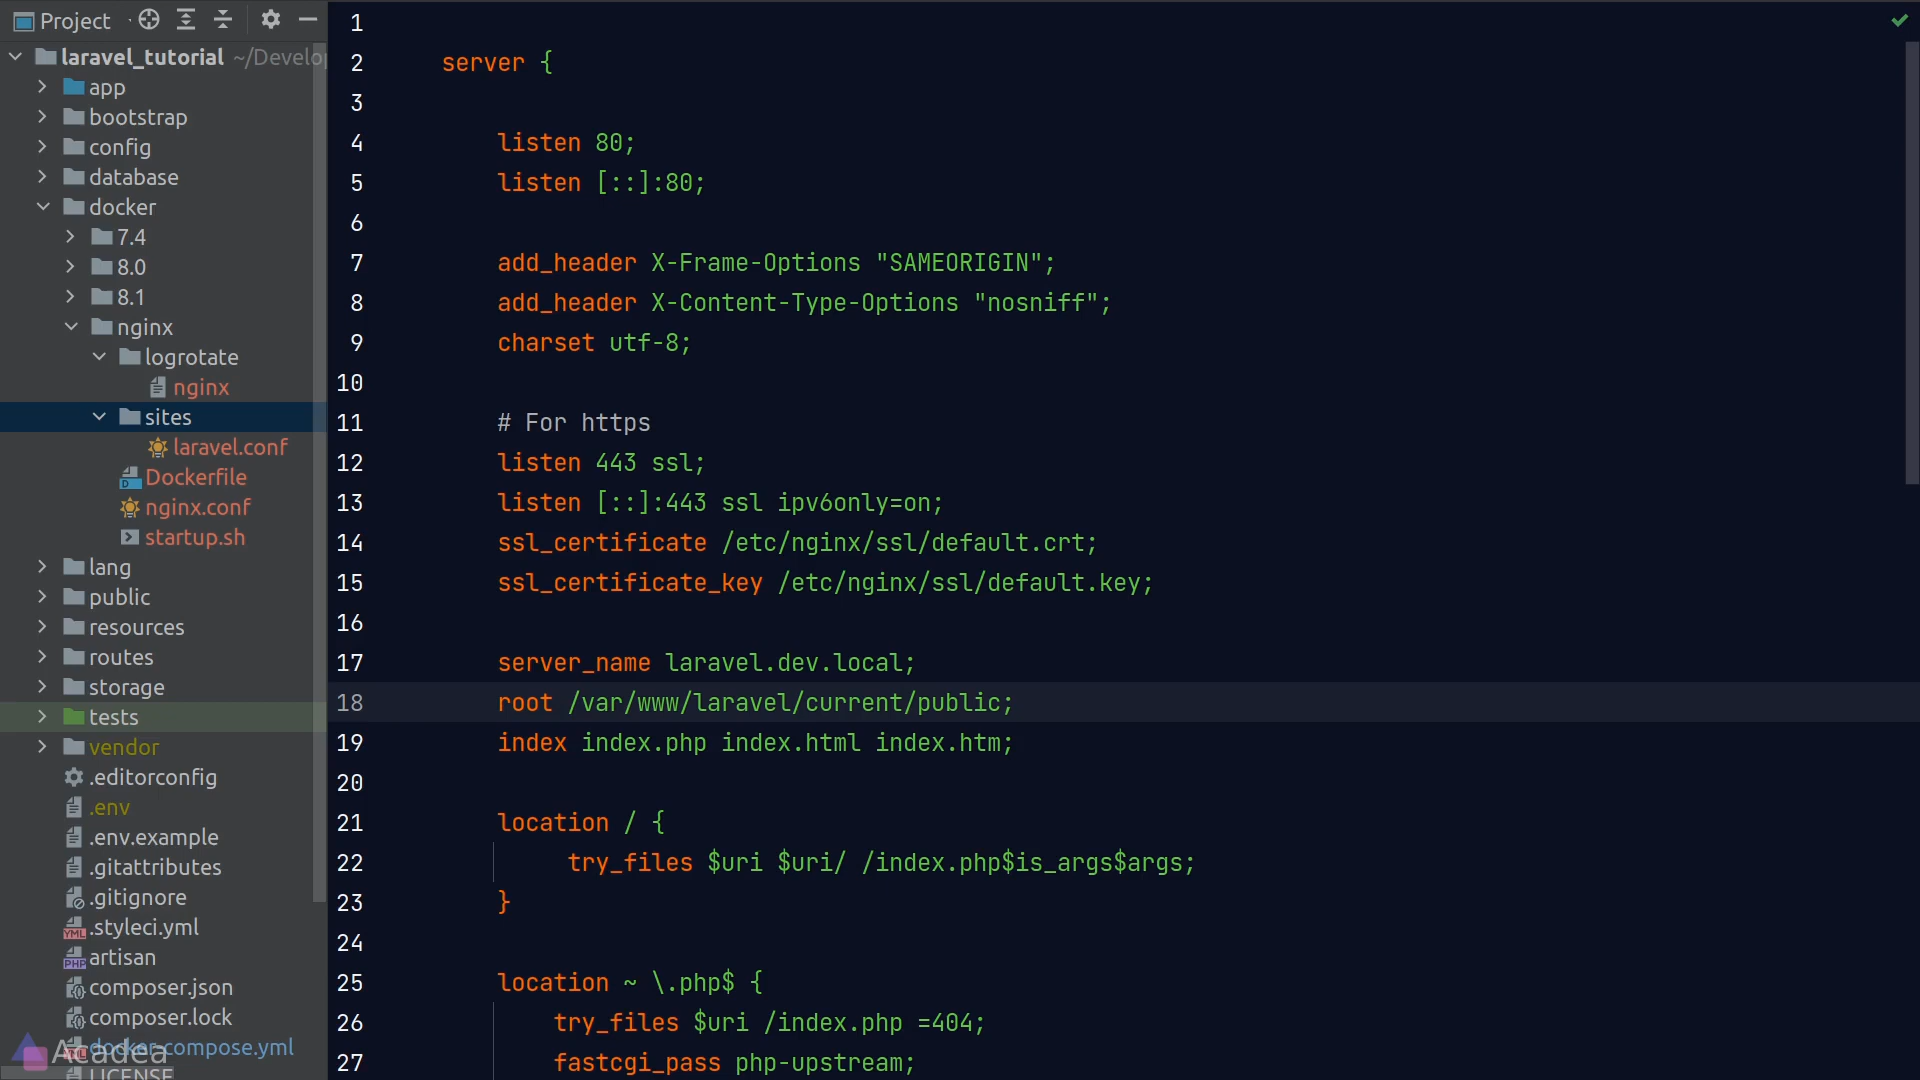 Project
laravel_tutorial ~/Develo
app
bootstrap
config
database
docker
7.4
8.0
8.1
nginx
logrotate
nginx
sites
laravel.conf
Dockerfile
nginx.conf
startup.sh
lang
public
resources
routes
storage
tests
vendor
.editorconfig
.env
.env.example
.gitattributes
.gitignore
.styleci.yml
artisan
composer.json
composer.lock
docker-compose.yml
LICENSE
Acadea
1
2 server {
3
4 listen 80;
5 listen [::]:80;
6
7 add_header X-Frame-Options "SAMEORIGIN";
8 add_header X-Content-Type-Options "nosniff";
9 charset utf-8;
10
11 # For https
12 listen 443 ssl;
13 listen [::]:443 ssl ipv6only=on;
14 ssl_certificate /etc/nginx/ssl/default.crt;
15 ssl_certificate_key /etc/nginx/ssl/default.key;
16
17 server_name laravel.dev.local;
18 root /var/www/laravel/current/public;
19 index index.php index.html index.htm;
20
21 location / {
22 try_files $uri $uri/ /index.php$is_args$args;
23 }
24
25 location ~ \.php$ {
26 try_files $uri /index.php =404;
27 fastcgi_pass php-upstream;